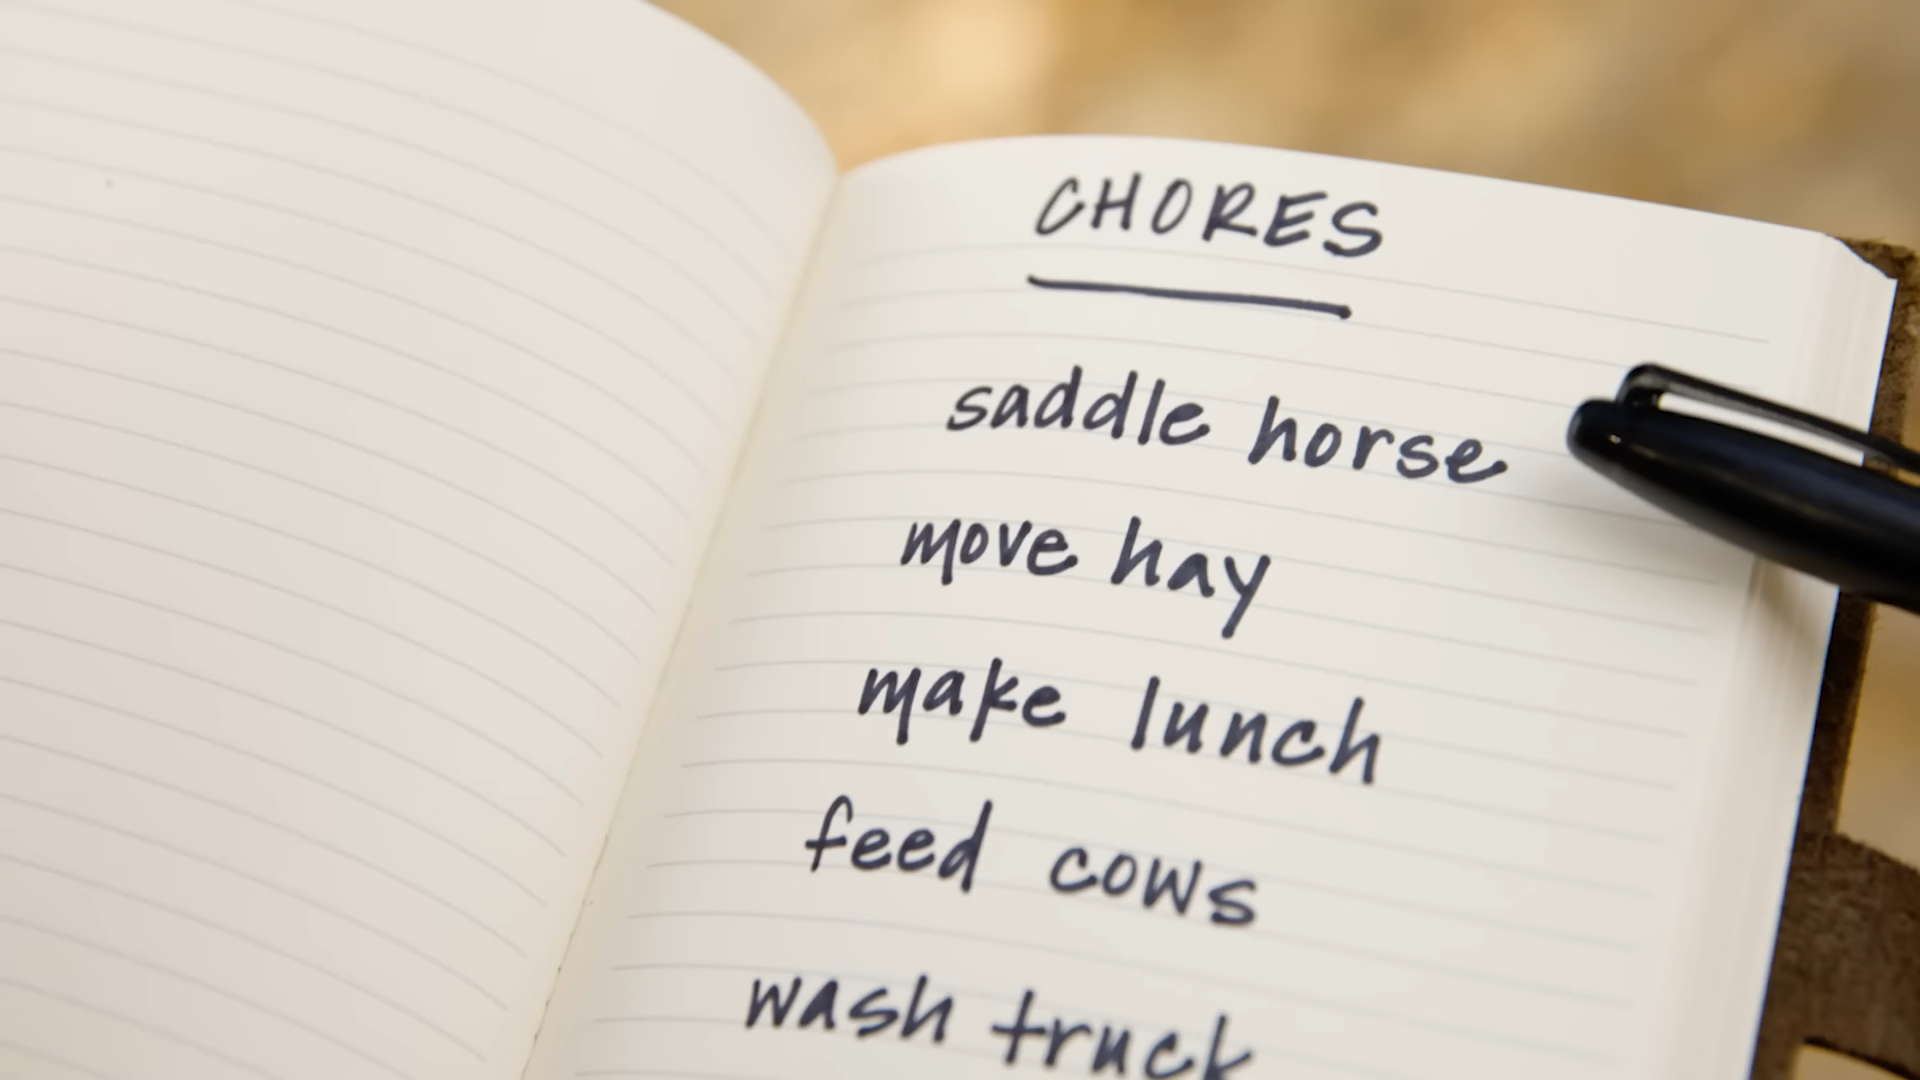 CHORES
saddle horse
move hay
make lunch
feed cows
wash truck